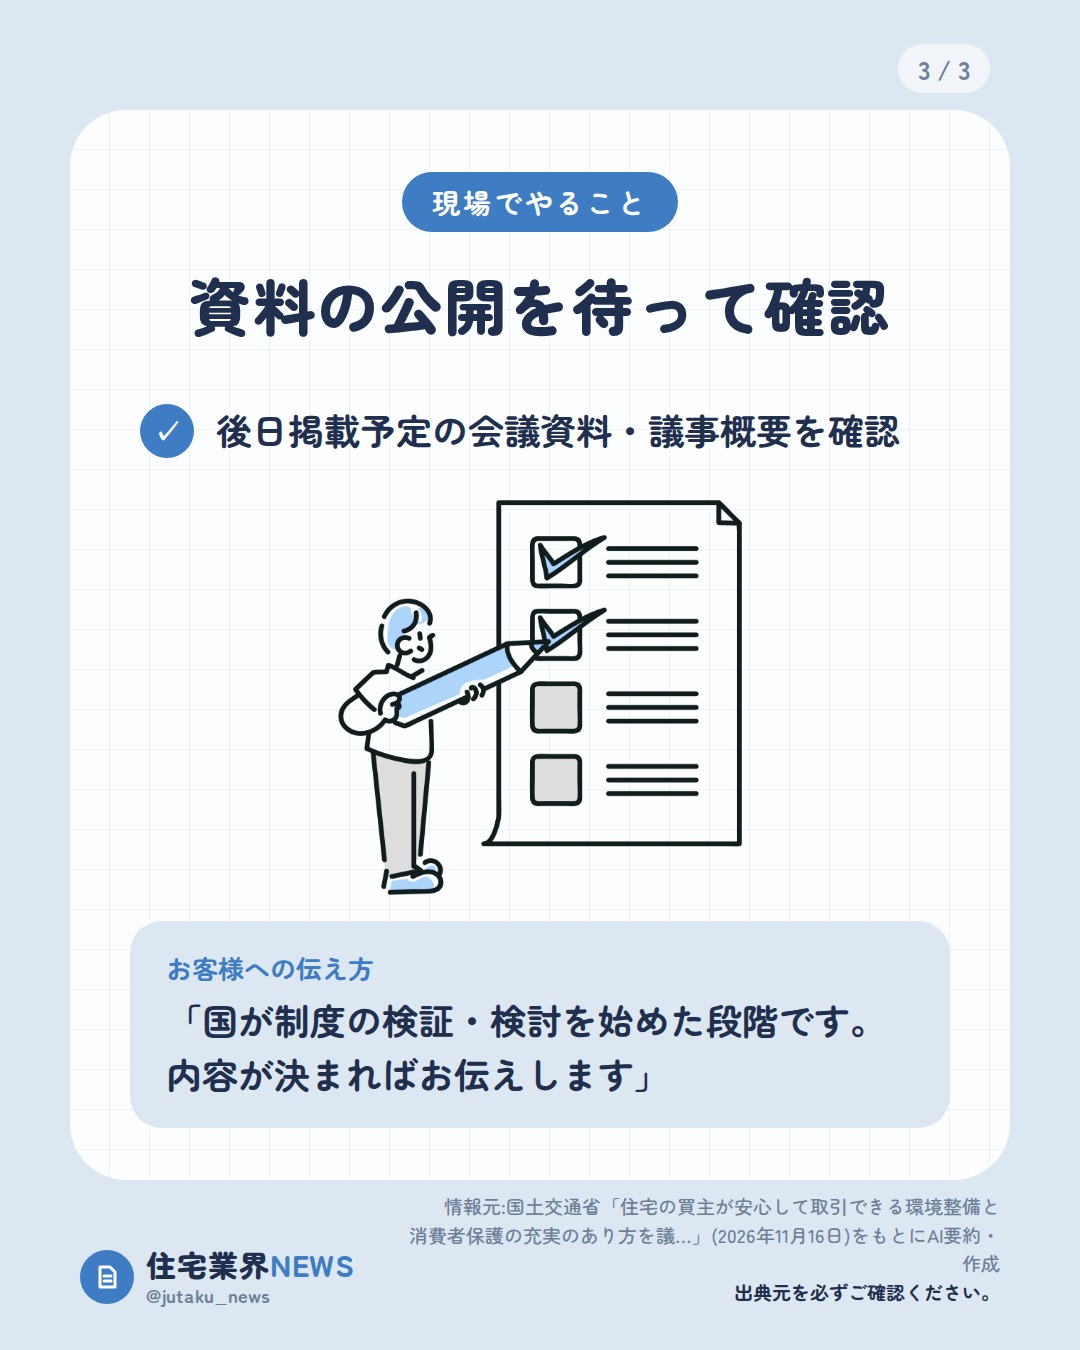 3 / 3
現場でやること
資料の公開を待って確認
✓ 後日掲載予定の会議資料・議事概要を確認
お客様への伝え方
「国が制度の検証・検討を始めた段階です。
内容が決まればお伝えします」
情報元:国土交通省「住宅の買主が安心して取引できる環境整備と
消費者保護の充実のあり方を議…」(2026年11月16日)をもとにAI要約・
作成
出典元を必ずご確認ください。
住宅業界NEWS
@jutaku_news